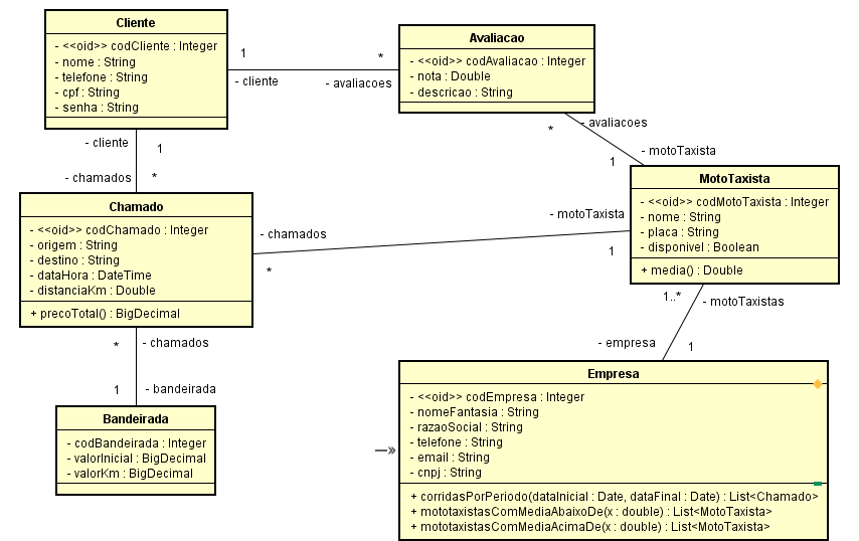 Cliente
- <<oid>> codCliente : Integer
- nome : String
- telefone : String
- cpf : String
- senha : String
1
*
- cliente
- avaliacoes
Avaliacao
- <<oid>> codAvaliacao : Integer
- nota : Double
- descricao : String
- cliente
1
- chamados
*
- avaliacoes
*
- motoTaxista
1
MotoTaxista
- <<oid>> codMotoTaxista : Integer
- nome : String
- placa : String
- disponivel : Boolean
+ media() : Double
Chamado
- <<oid>> codChamado : Integer
- origem : String
- destino : String
- dataHora : DateTime
- distanciaKm : Double
+ precoTotal() : BigDecimal
- chamados
*
- motoTaxista
1
1..*
- motoTaxistas
- empresa
1
*
- chamados
1
- bandeirada
Bandeirada
- codBandeirada : Integer
- valorInicial : BigDecimal
- valorKm : BigDecimal
Empresa
- <<oid>> codEmpresa : Integer
- nomeFantasia : String
- razaoSocial : String
- telefone : String
- email : String
- cnpj : String
+ corridasPorPeriodo(dataInicial : Date, dataFinal : Date) : List<Chamado>
+ mototaxistasComMediaAbaixoDe(x : double) : List<MotoTaxista>
+ mototaxistasComMediaAcimaDe(x : double) : List<MotoTaxista>